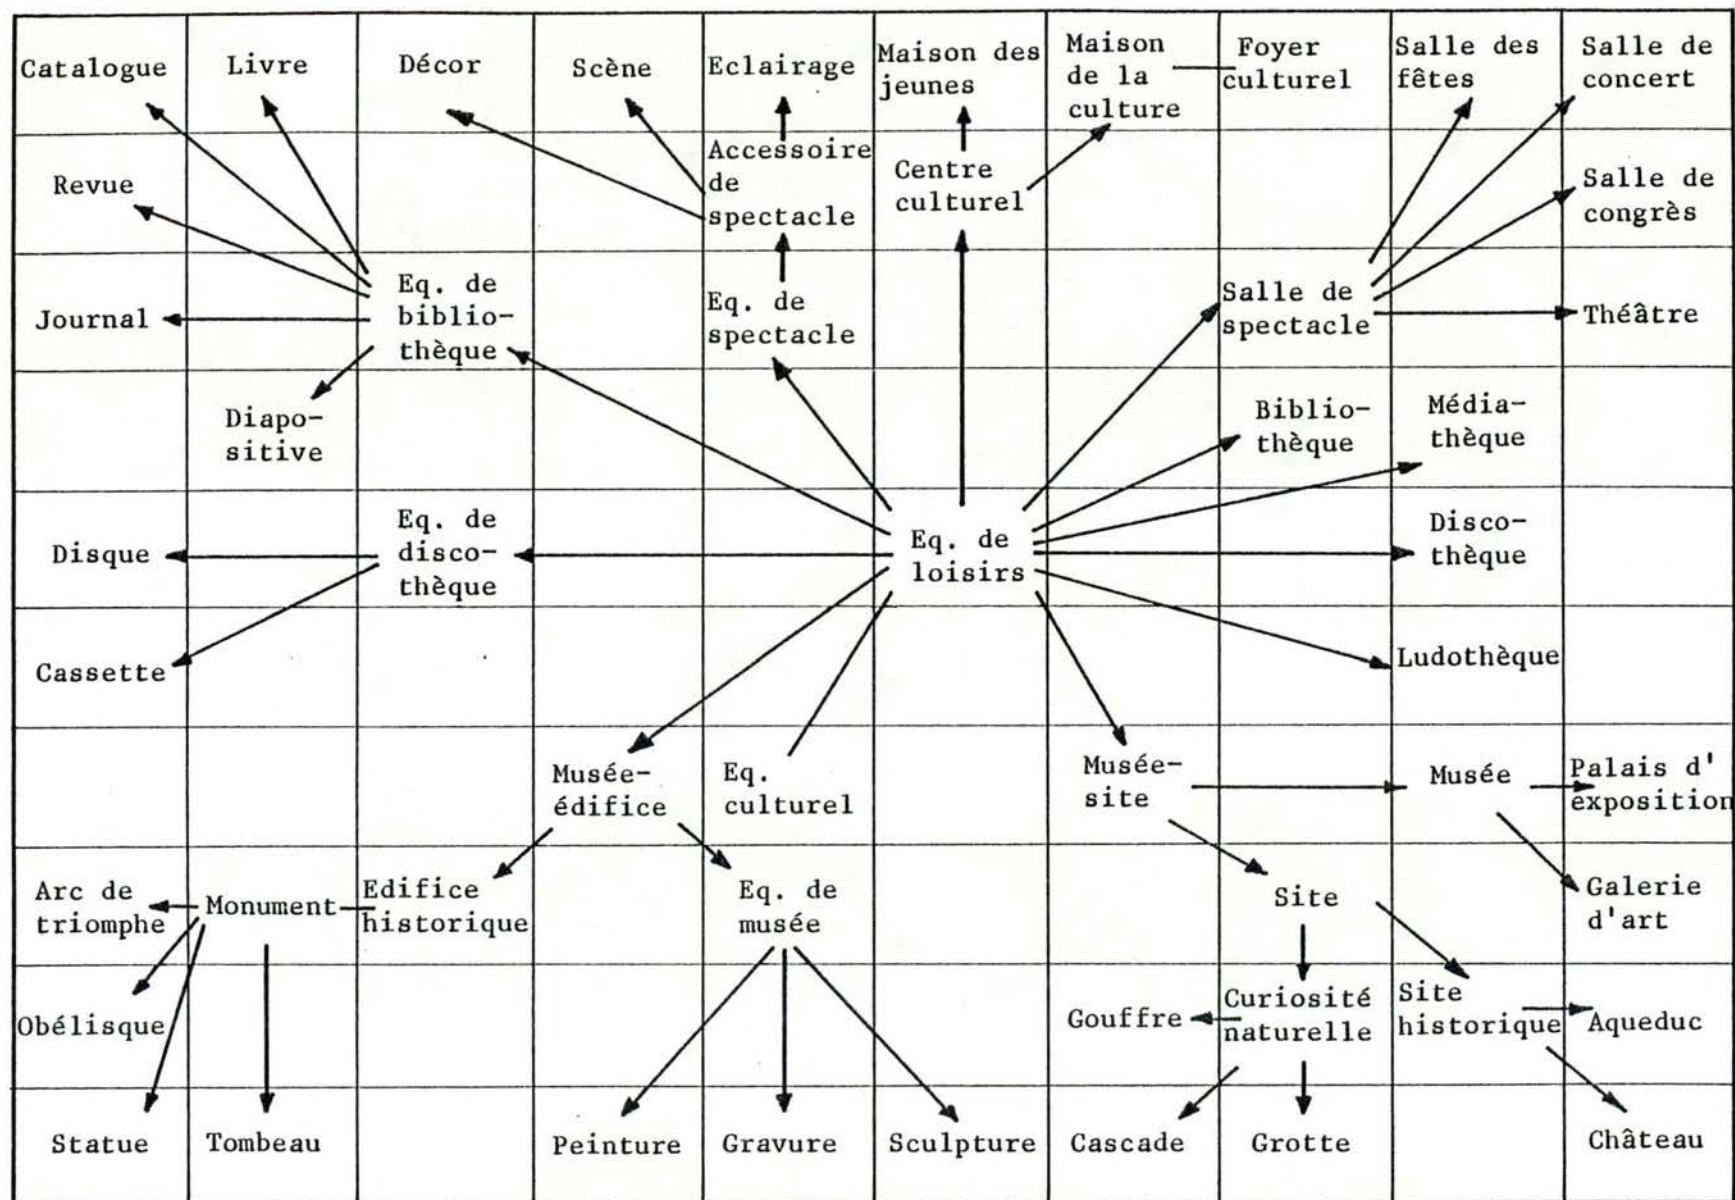 Catalogue
Livre
Décor
Scène
Eclairage
Maison des
jeunes
Maison
de la
culture
Foyer
culturel
Salle des
fêtes
Salle de
concert
Revue
Accessoire
de
spectacle
Centre
culturel
Salle de
congrès
Journal
Eq. de
biblio-
thèque
Eq. de
spectacle
Salle de
spectacle
Théâtre
Diapo-
sitive
Biblio-
thèque
Média-
thèque
Disque
Eq. de
disco-
thèque
Eq. de
loisirs
Disco-
thèque
Cassette
Ludothèque
Musée-
édifice
Eq.
culturel
Musée-
site
Musée
Palais d'
exposition
Arc de
triomphe
Monument
Edifice
historique
Eq. de
musée
Site
Galerie
d'art
Obélisque
Gouffre
Curiosité
naturelle
Site
historique
Aqueduc
Statue
Tombeau
Peinture
Gravure
Sculpture
Cascade
Grotte
Château